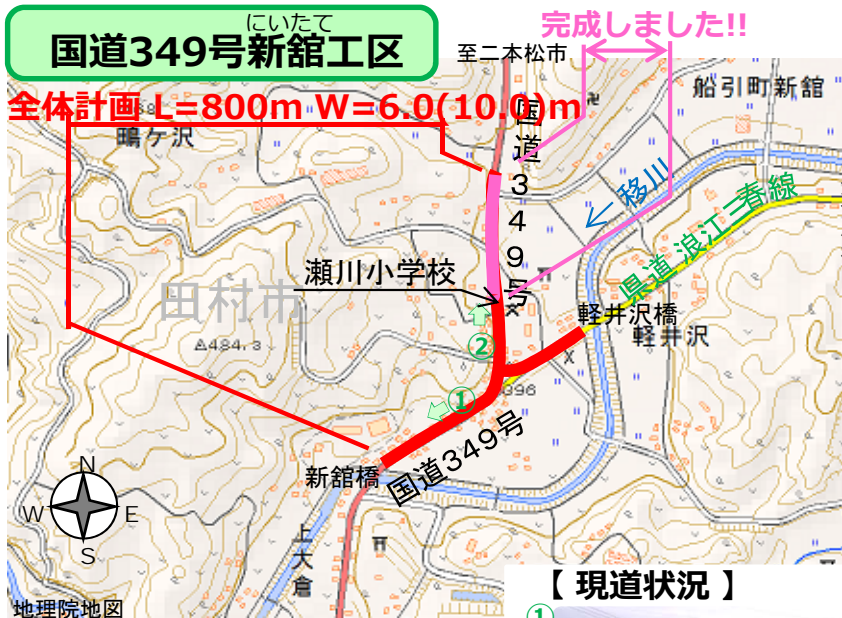 にいたて
国道349号新舘工区
完成しました!!
至二本松市
船引町新舘
全体計画 L=800m W=6.0(10.0)m
鴫ケ沢
国道349号
← 移川
県道 浪江三春線
瀬川小学校
田村市
軽井沢橋
軽井沢
△484.3
②
396
①
国道349号
新舘橋
N
W
E
S
上大倉
地理院地図
【 現道状況 】
①